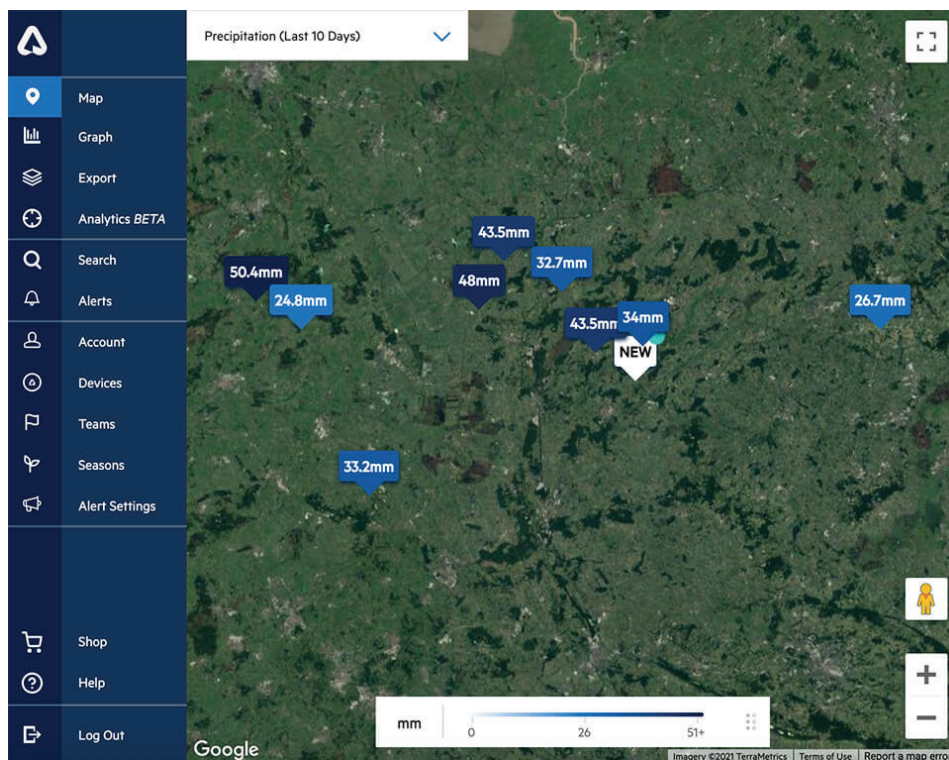 Precipitation (Last 10 Days)
Map
Graph
Export
Analytics BETA
Search
Alerts
Account
Devices
Teams
Seasons
Alert Settings
Shop
Help
Log Out
43.5mm
32.7mm
50.4mm
48mm
24.8mm
26.7mm
43.5mm
34mm
NEW
33.2mm
mm
0
26
51+
Google
Imagery ©2021 TerraMetrics
Terms of Use
Report a map erro